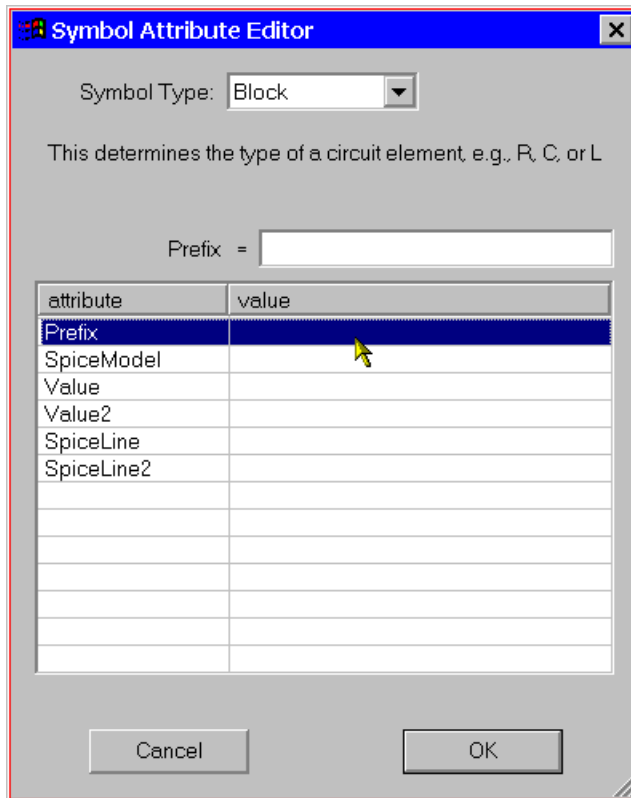 Symbol Attribute Editor
Symbol Type: Block
This determines the type of a circuit element, e.g., R, C, or L
Prefix =
attribute value
Prefix
SpiceModel
Value
Value2
SpiceLine
SpiceLine2
Cancel OK